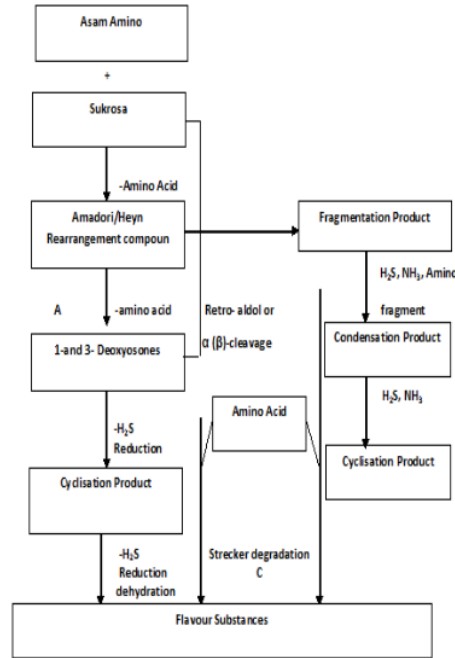 Asam Amino
+
Sukrosa
-Amino Acid
Amadori/Heyn
Rearrangement compoun
Fragmentation Product
H₂S, NH₃, Amino
fragment
A
-amino acid
Retro- aldol or
α (β)-cleavage
1-and 3- Deoxyosones
Condensation Product
H₂S, NH₃
-H₂S
Reduction
Amino Acid
Cyclisation Product
Cyclisation Product
-H₂S
Reduction
dehydration
Strecker degradation
C
Flavour Substances